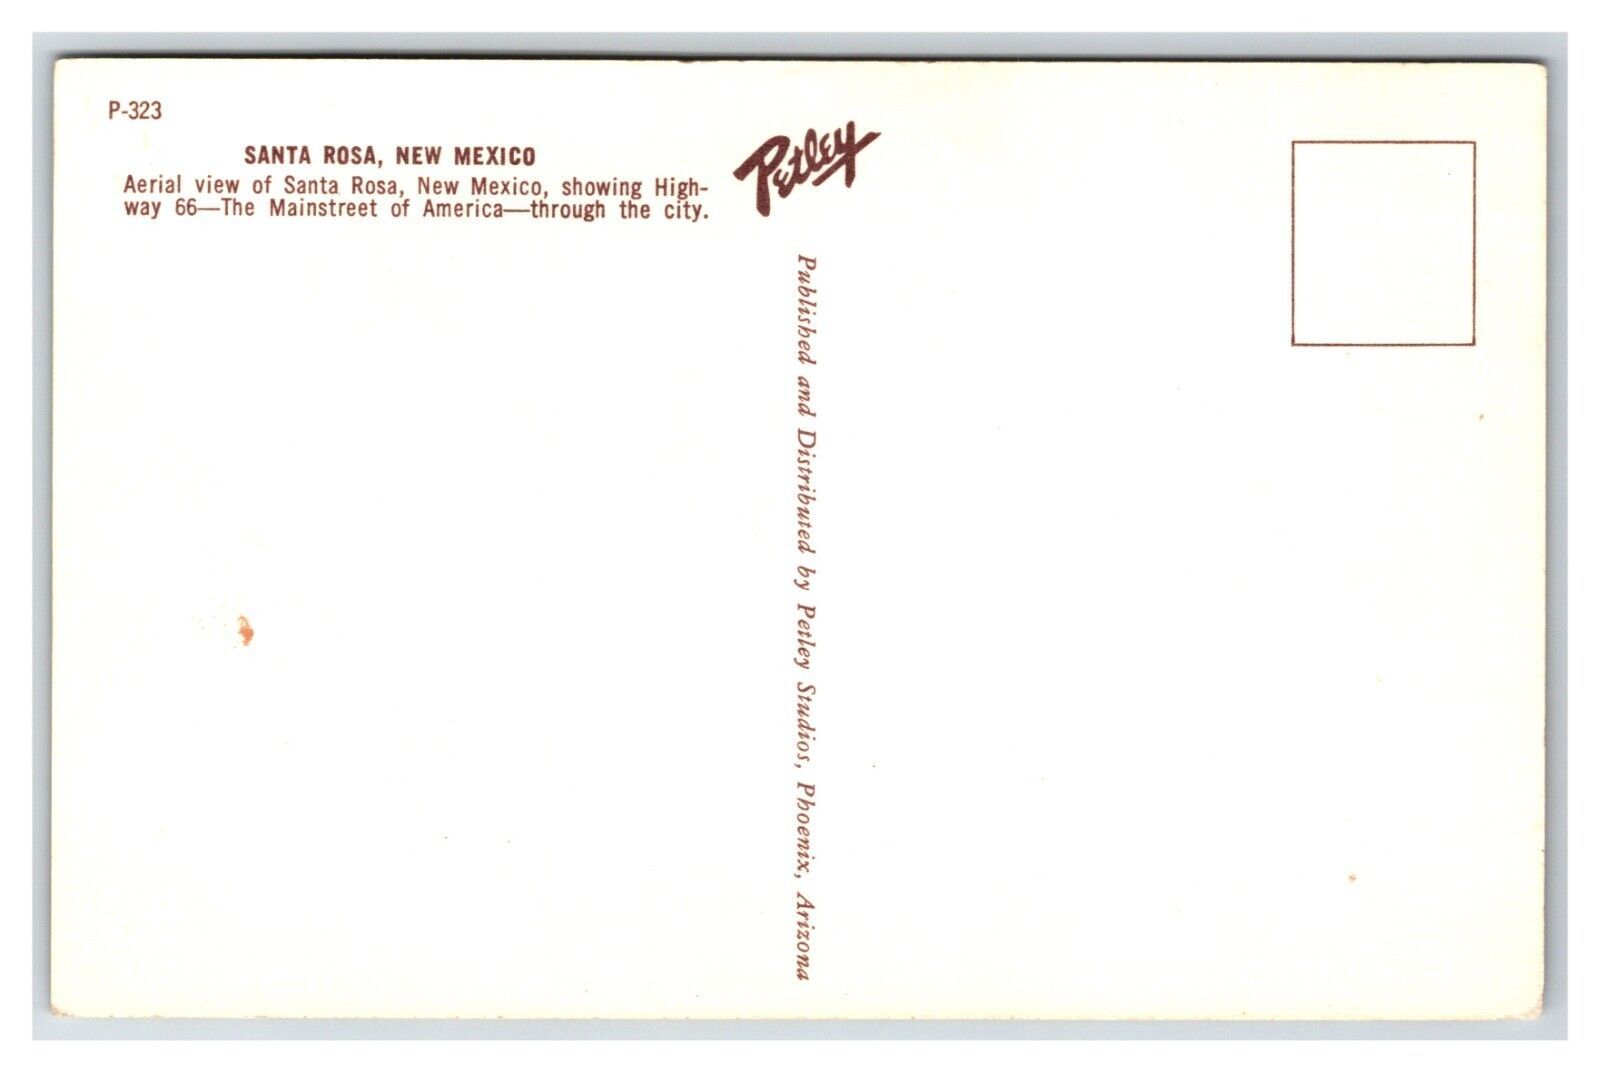 P-323
SANTA ROSA, NEW MEXICO
Aerial view of Santa Rosa, New Mexico, showing High-
way 66—The Mainstreet of America—through the city.
Petley
Published and Distributed by Petley Studios, Phoenix, Arizona